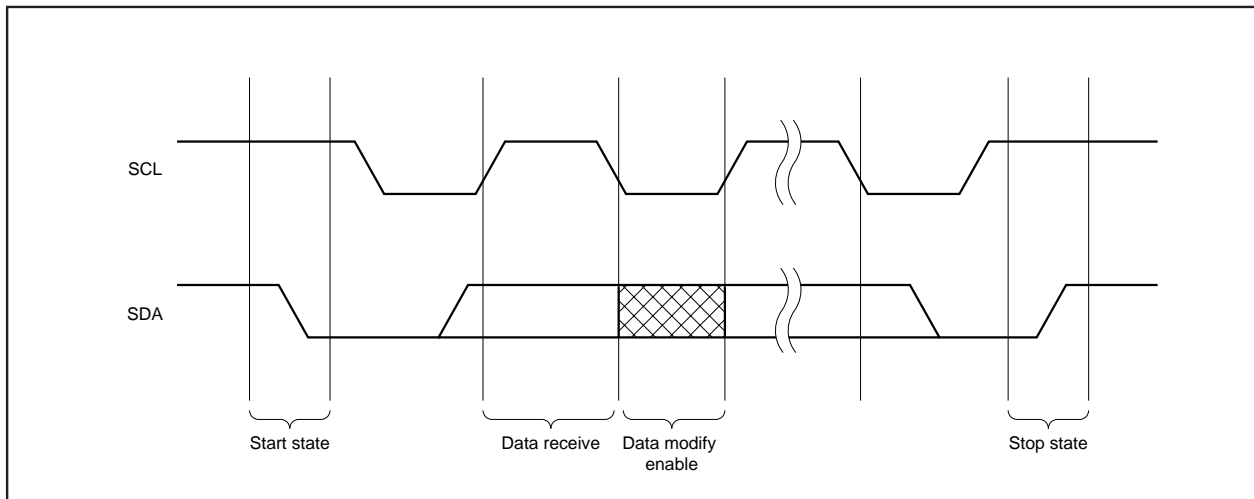 SCL
SDA
Start state
Data receive
Data modify
enable
Stop state